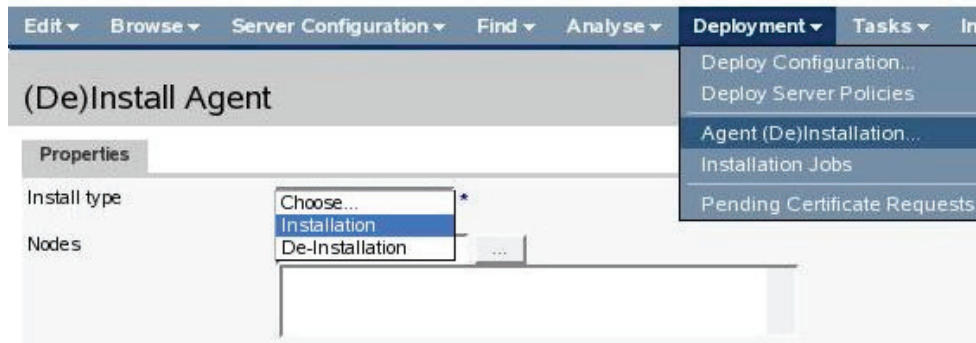 Edit Browse Server Configuration Find Analyse Deployment Tasks In
Deploy Configuration...
Deploy Server Policies
Agent (De)Installation...
Installation Jobs
Pending Certificate Requests
(De)Install Agent
Properties
Install type
Choose... *
Installation
De-Installation
Nodes
...